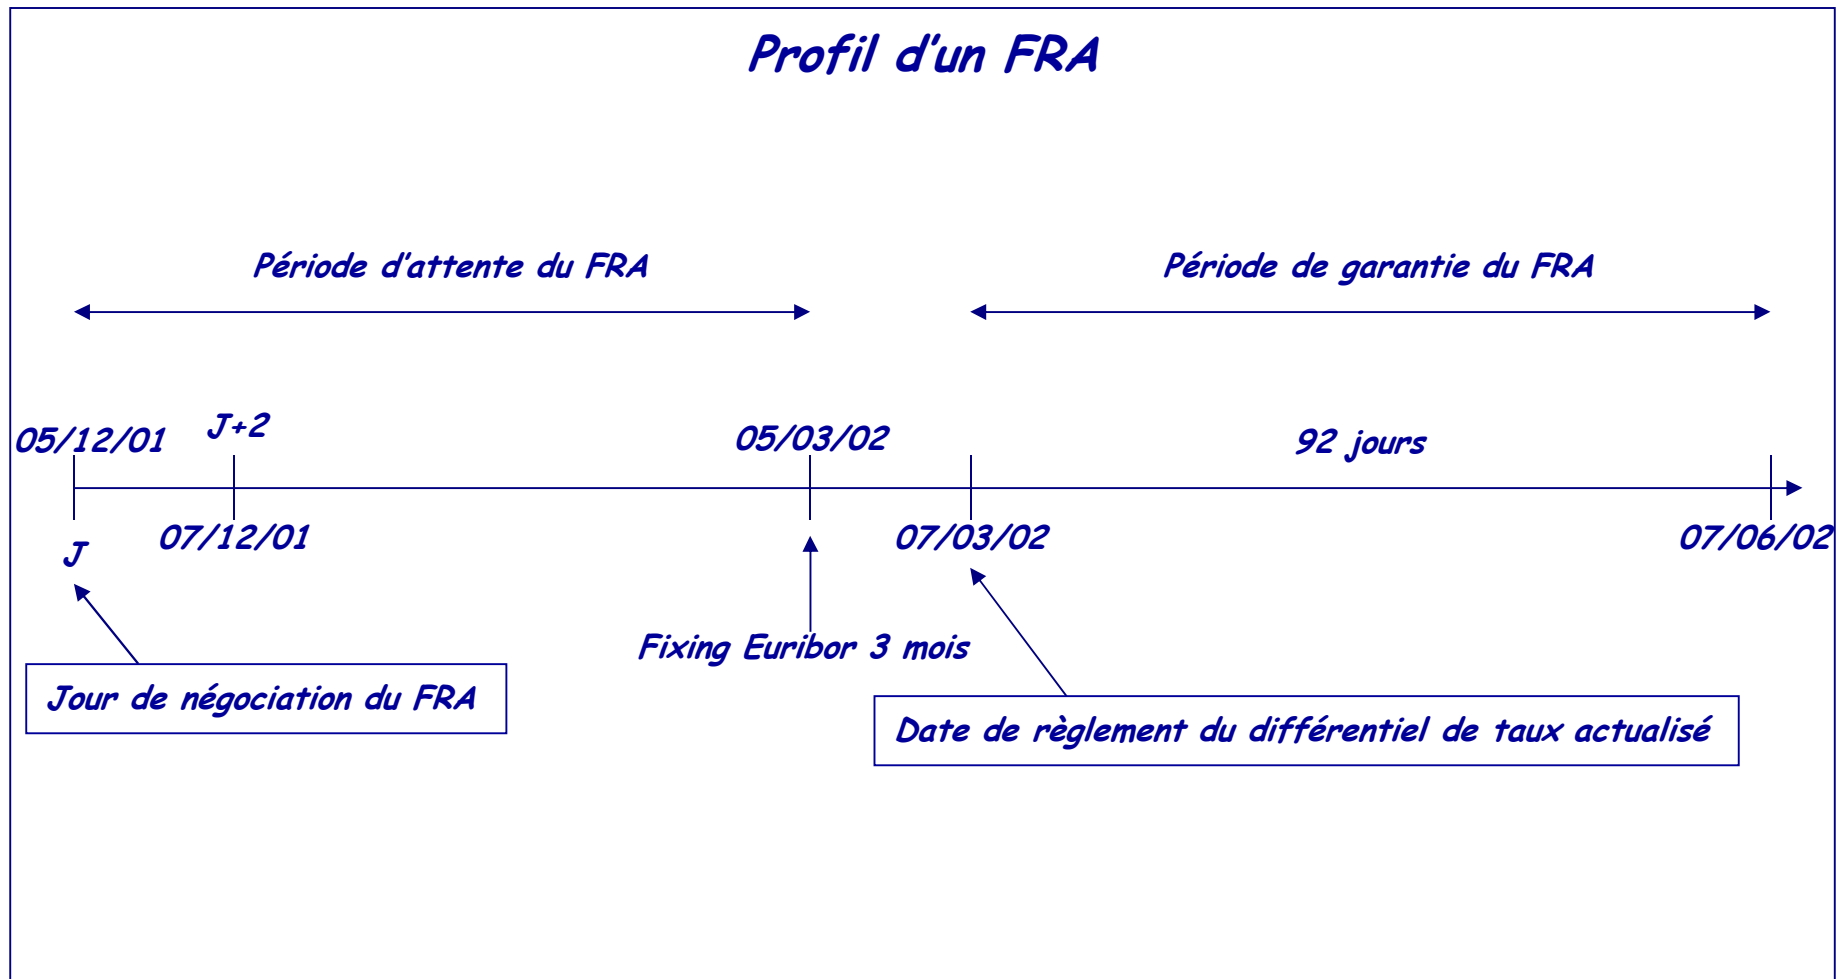 Profil d'un FRA
Période d'attente du FRA
Période de garantie du FRA
05/12/01
J+2
05/03/02
92 jours
J
07/12/01
07/03/02
07/06/02
Fixing Euribor 3 mois
Jour de négociation du FRA
Date de règlement du différentiel de taux actualisé